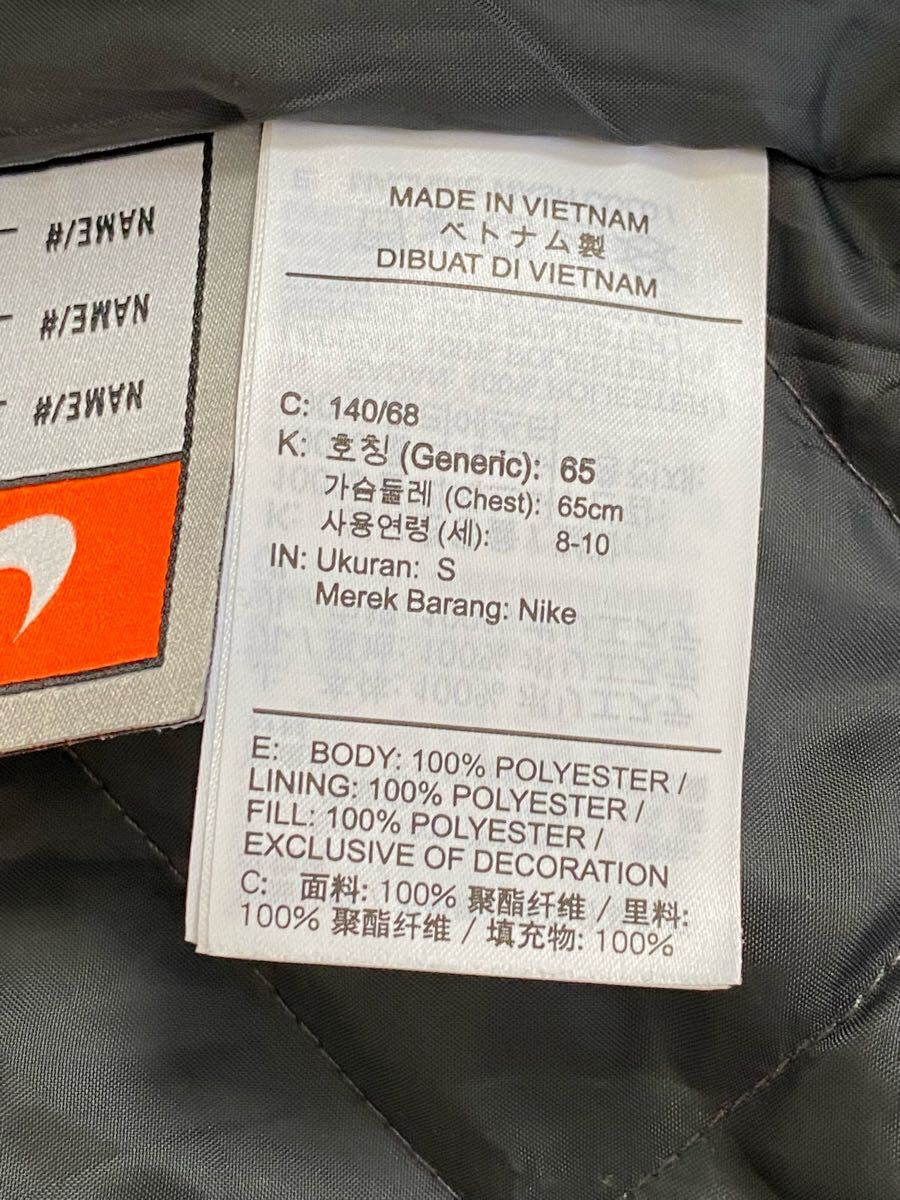 NAME/#
NAME/#
NAME/#
MADE IN VIETNAM
ベトナム製
DIBUAT DI VIETNAM
C: 140/68
K: 호칭 (Generic): 65
가슴둘레 (Chest): 65cm
사용연령 (세): 8-10
IN: Ukuran: S
Merek Barang: Nike
E: BODY: 100% POLYESTER /
LINING: 100% POLYESTER /
FILL: 100% POLYESTER /
EXCLUSIVE OF DECORATION
C: 面料: 100% 聚酯纤维 / 里料:
100% 聚酯纤维 / 填充物: 100%